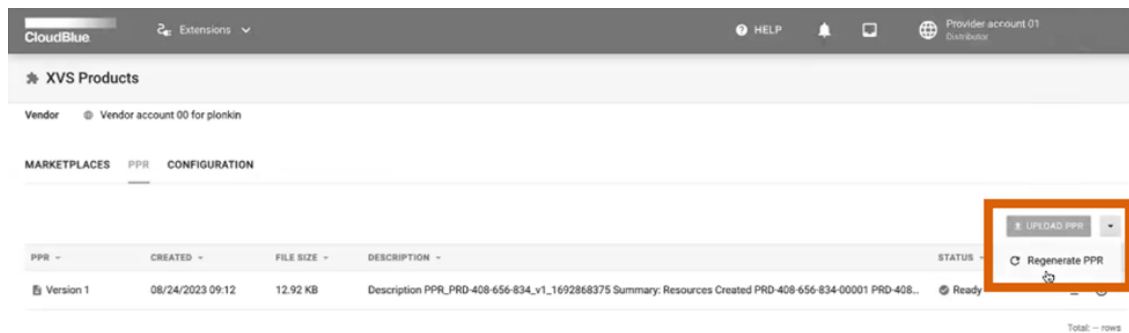 CloudBlue
Extensions
HELP
Provider account 01
Distributor
XVS Products
Vendor Vendor account 00 for plonkin
MARKETPLACES PPR CONFIGURATION
UPLOAD PPR
PPR CREATED FILE SIZE DESCRIPTION STATUS
Regenerate PPR
Version 1 08/24/2023 09:12 12.92 KB Description PPR_PRD-408-656-834_v1_1692868375 Summary: Resources Created PRD-408-656-834-00001 PRD-408... Ready
Total: -- rows